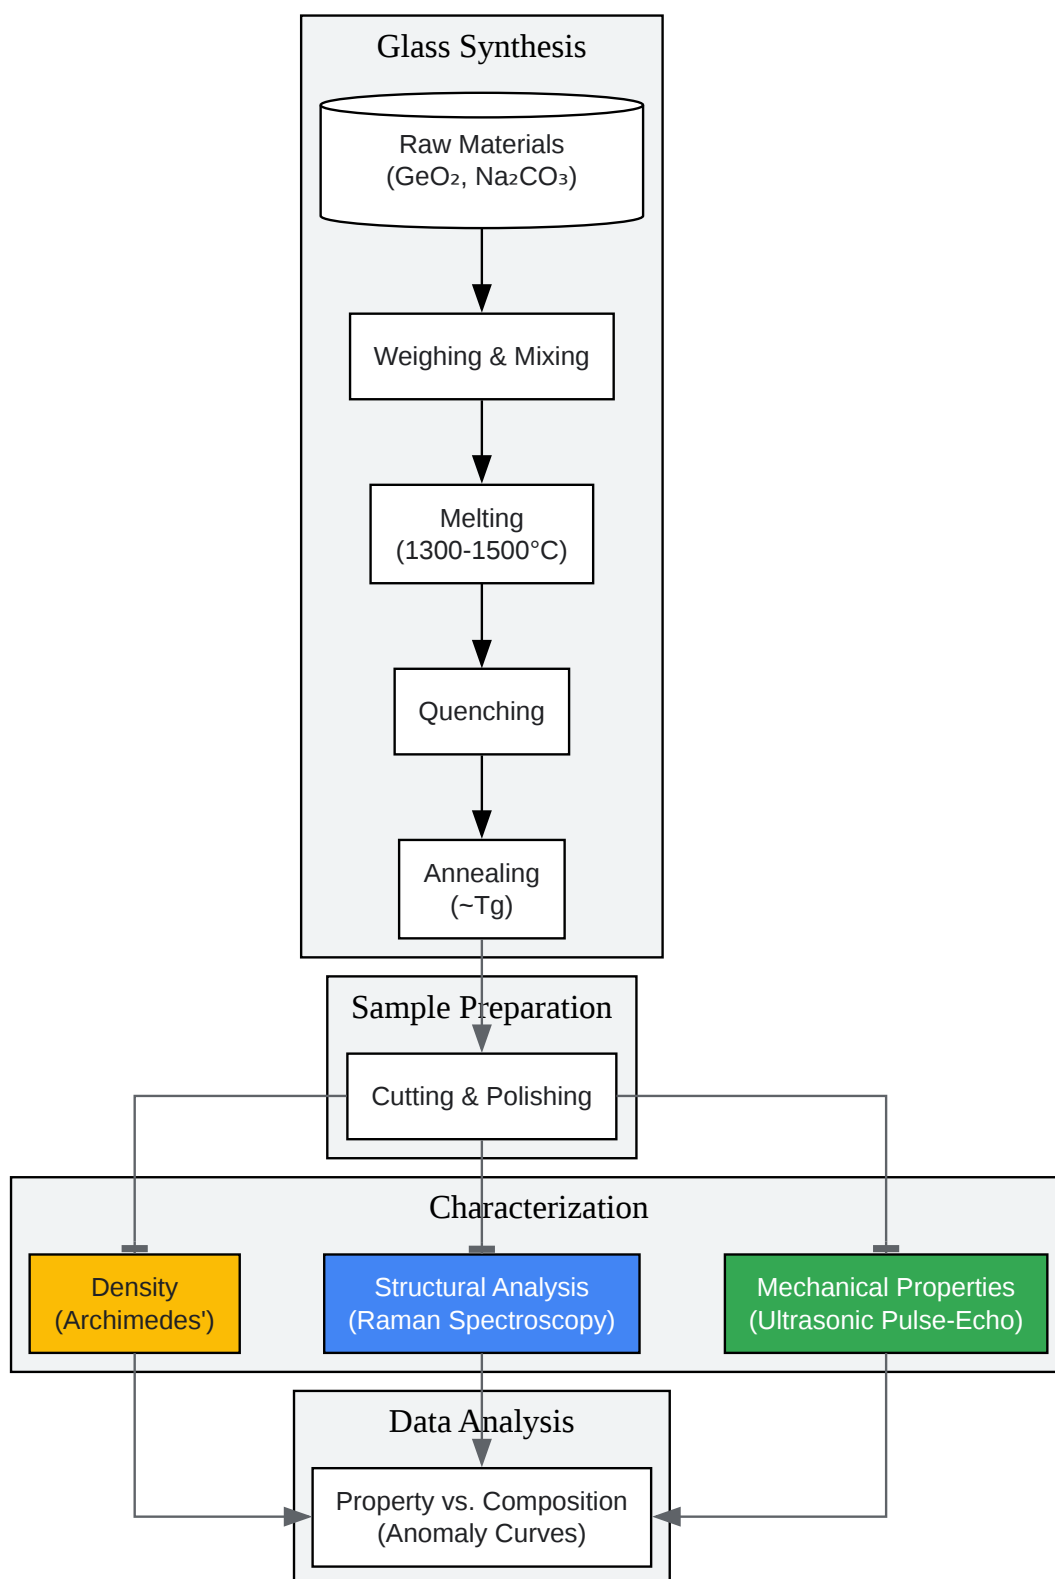 Glass Synthesis
Raw Materials
(GeO₂, Na₂CO₃)
Weighing & Mixing
Melting
(1300-1500°C)
Quenching
Annealing
(~Tg)
Sample Preparation
Cutting & Polishing
Characterization
Density
(Archimedes')
Structural Analysis
(Raman Spectroscopy)
Mechanical Properties
(Ultrasonic Pulse-Echo)
Data Analysis
Property vs. Composition
(Anomaly Curves)